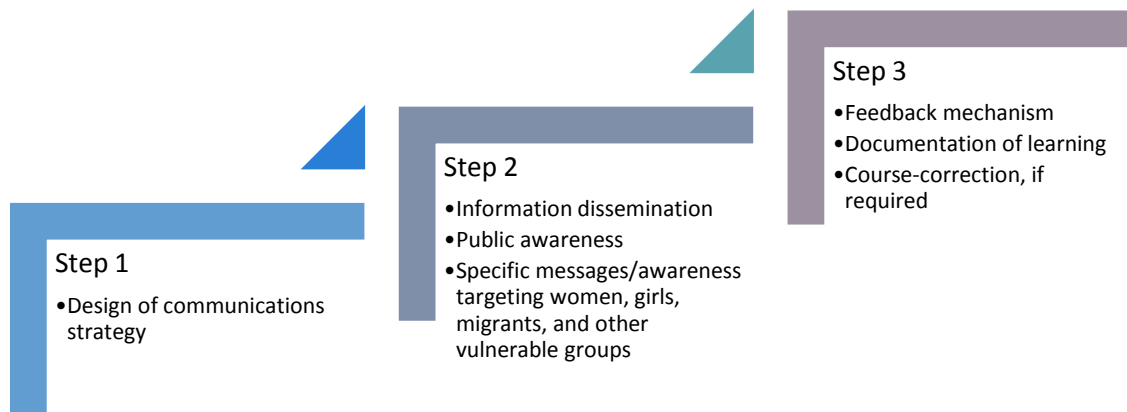 Step 1
•Design of communications
strategy
Step 2
•Information dissemination
•Public awareness
•Specific messages/awareness
targeting women, girls,
migrants, and other
vulnerable groups
Step 3
•Feedback mechanism
•Documentation of learning
•Course-correction, if
required